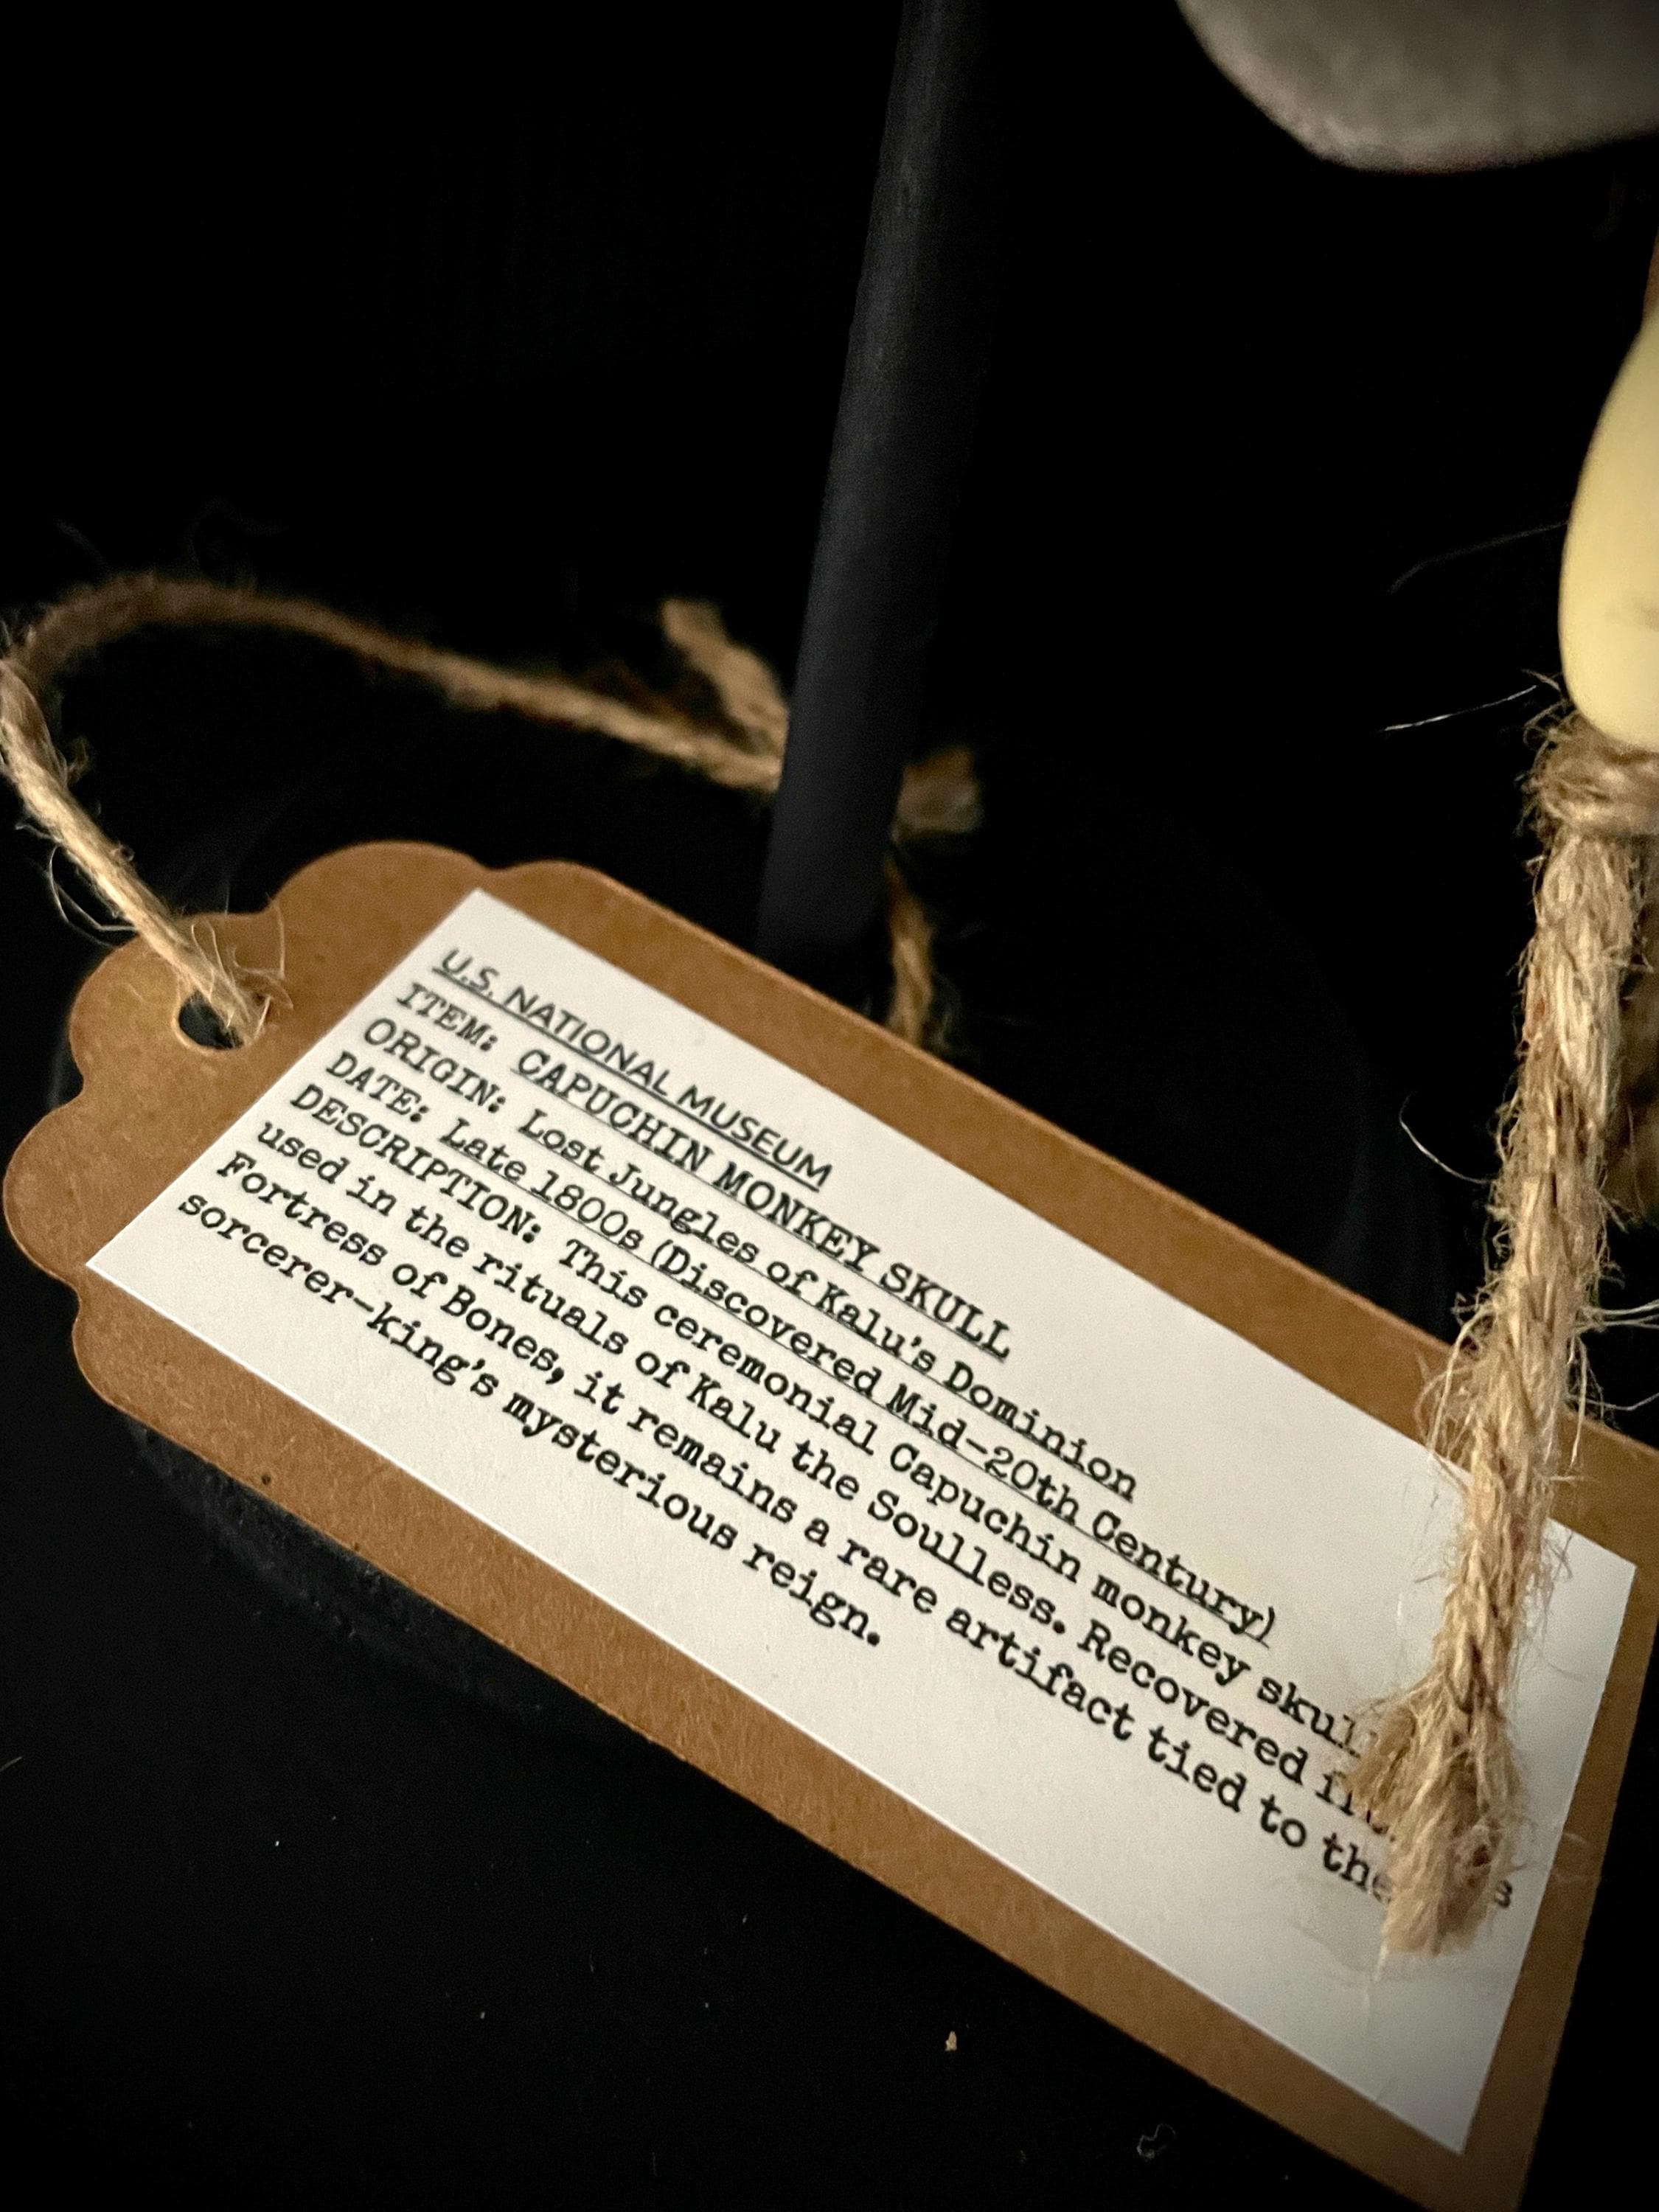 U.S. NATIONAL MUSEUM
ITEM: CAPUCHIN MONKEY SKULL
ORIGIN: Lost Jungles of Kalu's Dominion
DATE: Late 1800s (Discovered Mid-20th Century)
DESCRIPTION: This ceremonial Capuchin monkey skull
used in the rituals of Kalu the Soulless. Recovered
Fortress of Bones, it remains a rare artifact tied to the
sorcerer-king's mysterious reign.